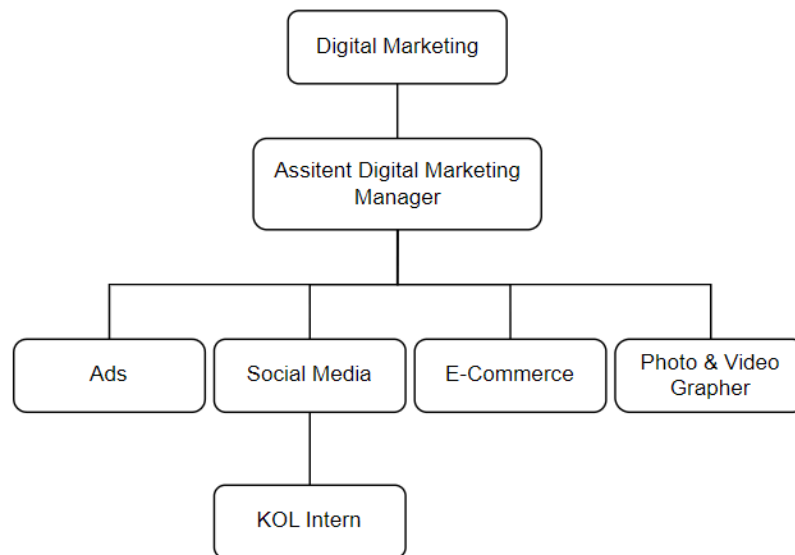 Digital Marketing
Assitent Digital Marketing
Manager
Ads
Social Media
E-Commerce
Photo & Video
Grapher
KOL Intern